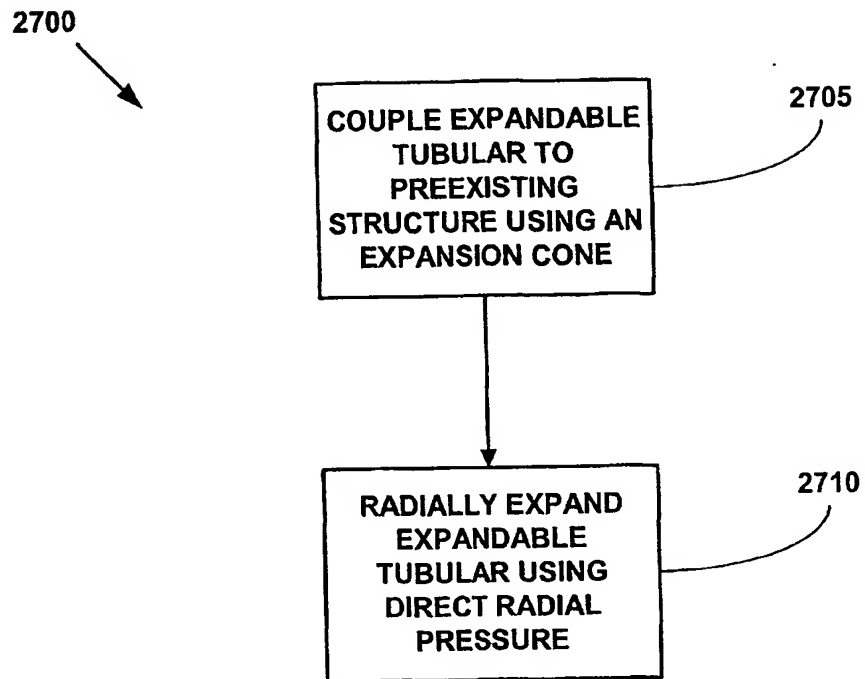 2700
COUPLE EXPANDABLE
TUBULAR TO
PREEXISTING
STRUCTURE USING AN
EXPANSION CONE
2705
RADIALLY EXPAND
EXPANDABLE
TUBULAR USING
DIRECT RADIAL
PRESSURE
2710